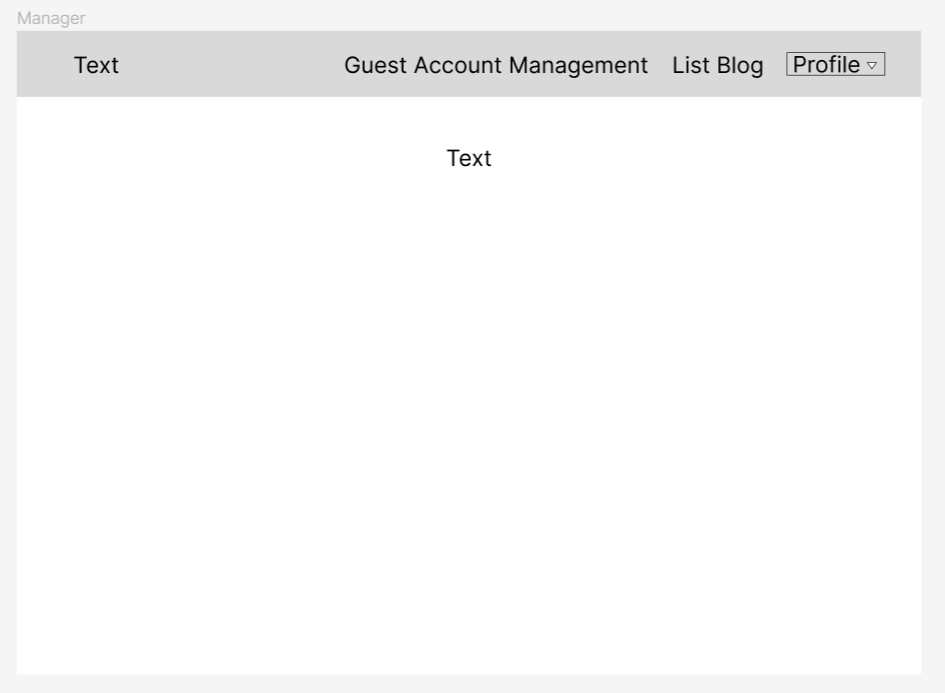 Manager
Text Guest Account Management List Blog Profile
Text